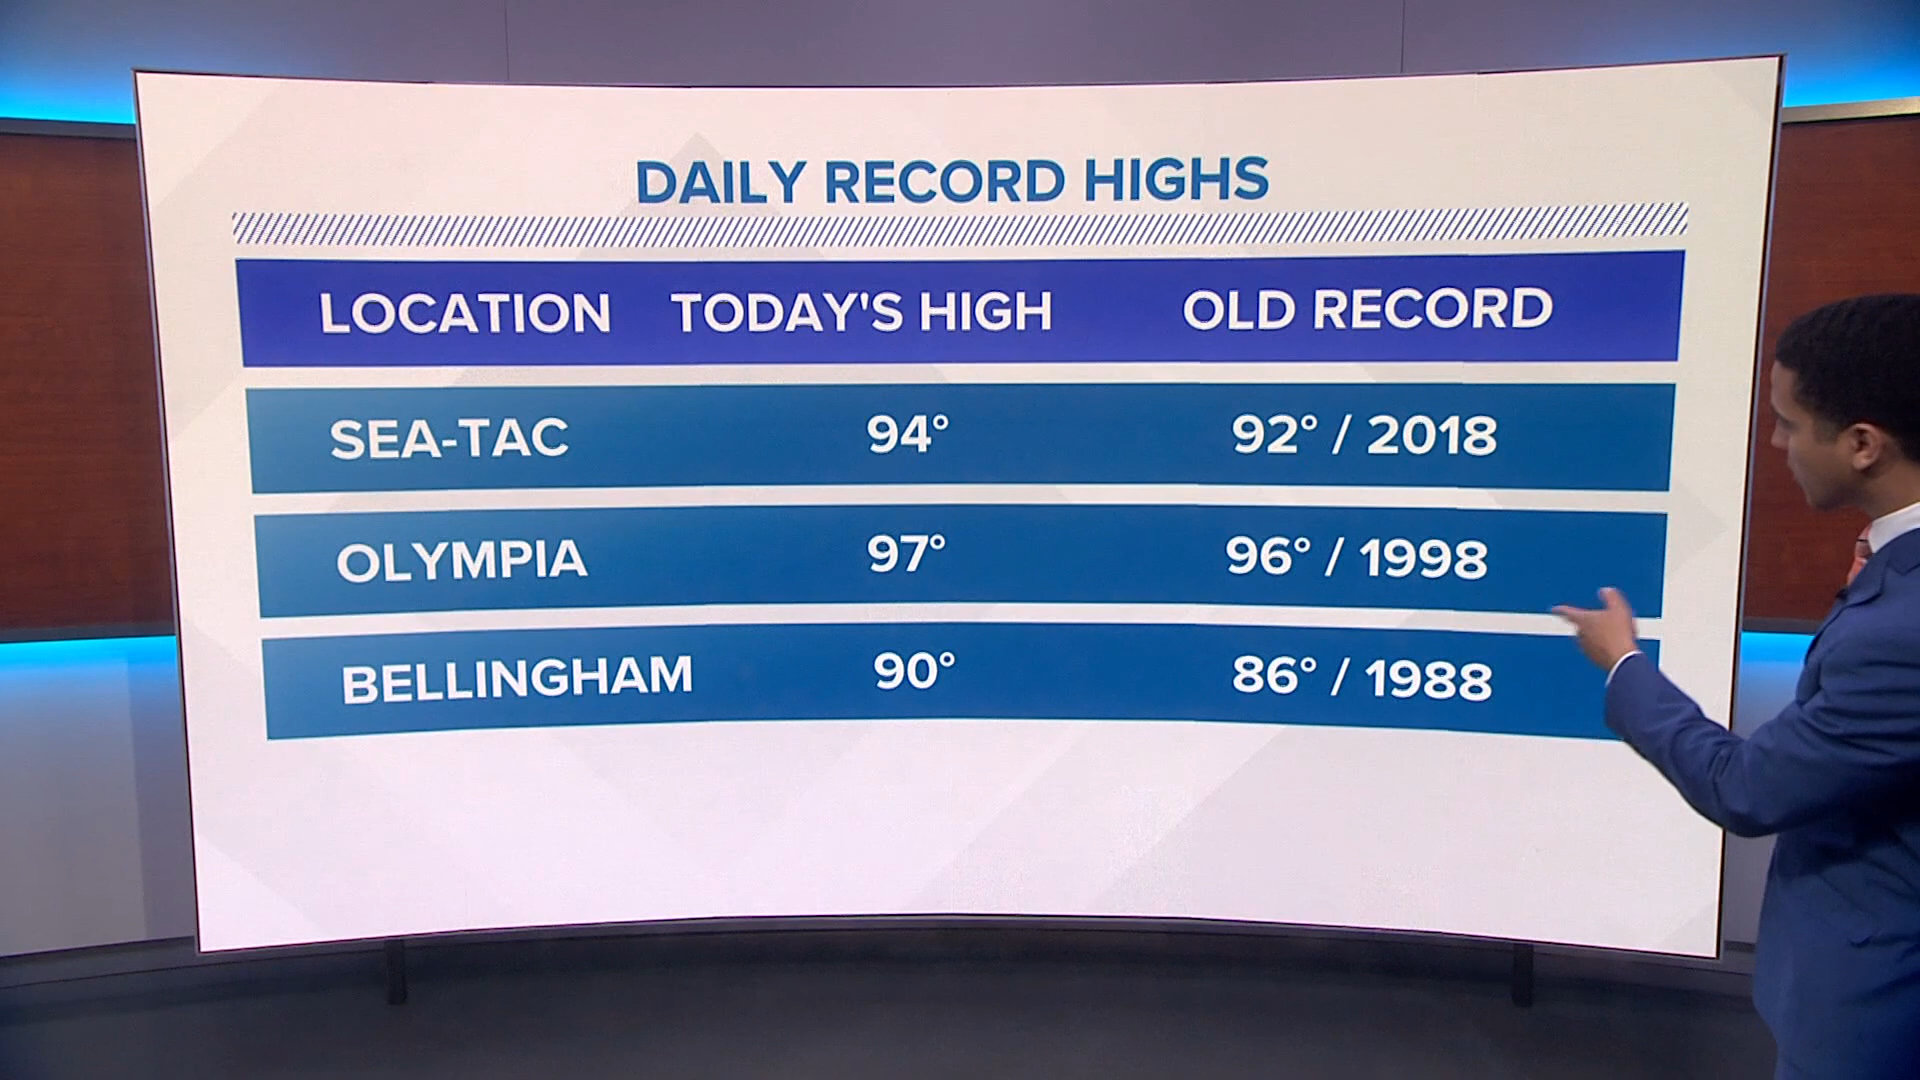 DAILY RECORD HIGHS
LOCATION TODAY'S HIGH OLD RECORD
SEA-TAC 94° 92° / 2018
OLYMPIA 97° 96° / 1998
BELLINGHAM 90° 86° / 1988